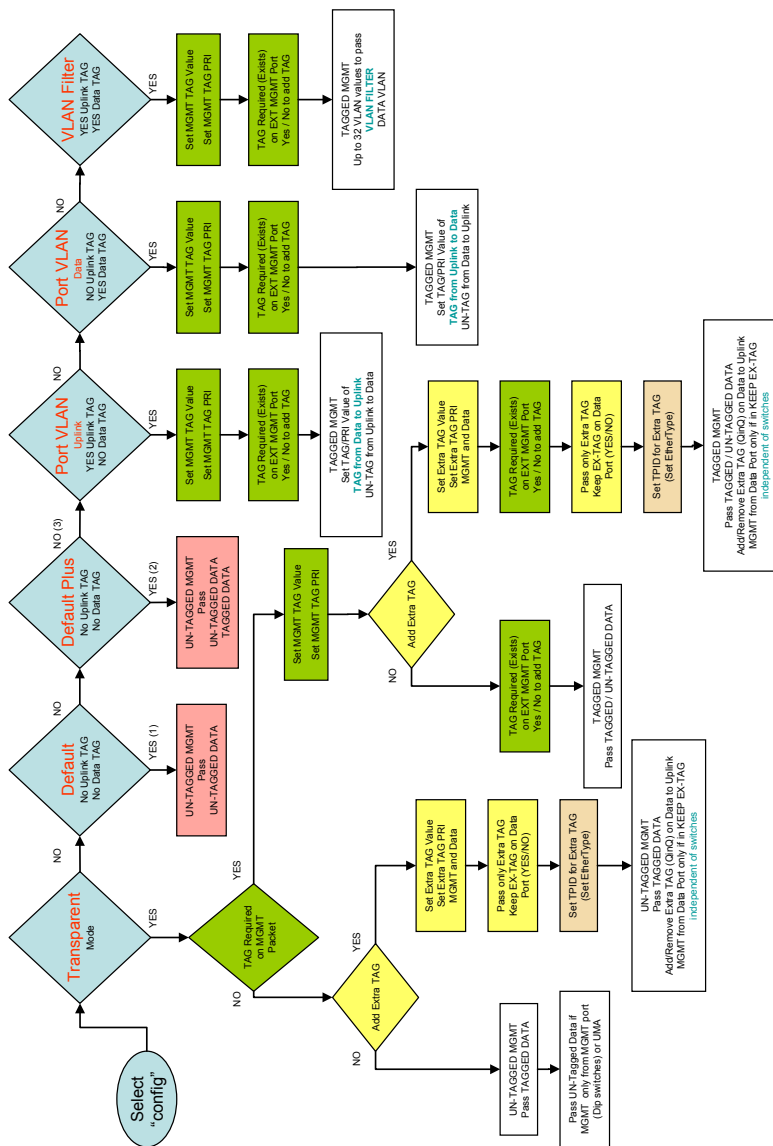 Select
"config"
Transparent
Mode
NO
YES
Default
No Uplink TAG
No Data TAG
NO
YES (1)
UN-TAGGED MGMT
Pass
UN-TAGGED DATA
Default Plus
No Uplink TAG
No Data TAG
NO (3)
YES (2)
UN-TAGGED MGMT
Pass
UN-TAGGED DATA
TAGGED DATA
Port VLAN
Uplink
YES Uplink TAG
NO Data TAG
NO
YES
Set MGMT TAG Value
Set MGMT TAG PRI
TAG Required (Exists)
on EXT MGMT Port
Yes / No to add TAG
TAGGED MGMT
Set TAG/PRI Value of
TAG from Data to Uplink
UN-TAG from Uplink to Data
Port VLAN
Data
NO Uplink TAG
YES Data TAG
NO
YES
Set MGMT TAG Value
Set MGMT TAG PRI
TAG Required (Exists)
on EXT MGMT Port
Yes / No to add TAG
TAGGED MGMT
Set TAG/PRI Value of
TAG from Uplink to Data
UN-TAG from Data to Uplink
VLAN Filter
YES Uplink TAG
YES Data TAG
YES
Set MGMT TAG Value
Set MGMT TAG PRI
TAG Required (Exists)
on EXT MGMT Port
Yes / No to add TAG
TAGGED MGMT
Up to 32 VLAN values to pass
VLAN FILTER
DATA VLAN
TAG Required
on MGMT
Packet
NO
YES
Add Extra TAG
NO
YES
UN-TAGGED MGMT
Pass TAGGED DATA
Pass UN-Tagged Data if
MGMT only from MGMT port
(Dip switches) or UMA
Set Extra TAG Value
Set Extra TAG PRI
MGMT and Data
Pass only Extra TAG
Keep EX-TAG on Data
Port (YES/NO)
Set TPID for Extra TAG
(Set EtherType)
UN-TAGGED MGMT
Pass TAGGED DATA
Add/Remove Extra TAG (QinQ) on Data to Uplink
MGMT from Data Port only if in KEEP EX-TAG
independent of switches
Set MGMT TAG Value
Set MGMT TAG PRI
Add Extra TAG
NO
YES
TAG Required (Exists)
on EXT MGMT Port
Yes / No to add TAG
TAGGED MGMT
Pass TAGGED / UN-TAGGED DATA
Set Extra TAG Value
Set Extra TAG PRI
MGMT and Data
TAG Required (Exists)
on EXT MGMT Port
Yes / No to add TAG
Pass only Extra TAG
Keep EX-TAG on Data
Port (YES/NO)
Set TPID for Extra TAG
(Set EtherType)
TAGGED MGMT
Pass TAGGED / UN-TAGGED DATA
Add/Remove Extra TAG (QinQ) on Data to Uplink
MGMT from Data Port only if in KEEP EX-TAG
independent of switches